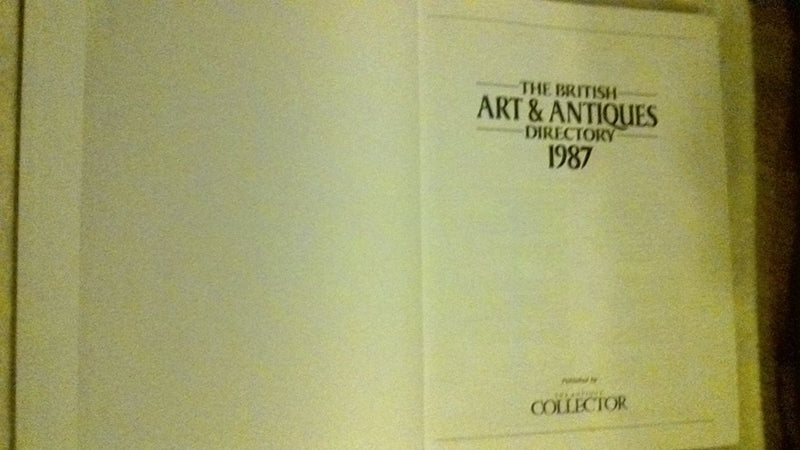 THE BRITISH
ART & ANTIQUES
DIRECTORY
1987
Published by
COLLECTOR